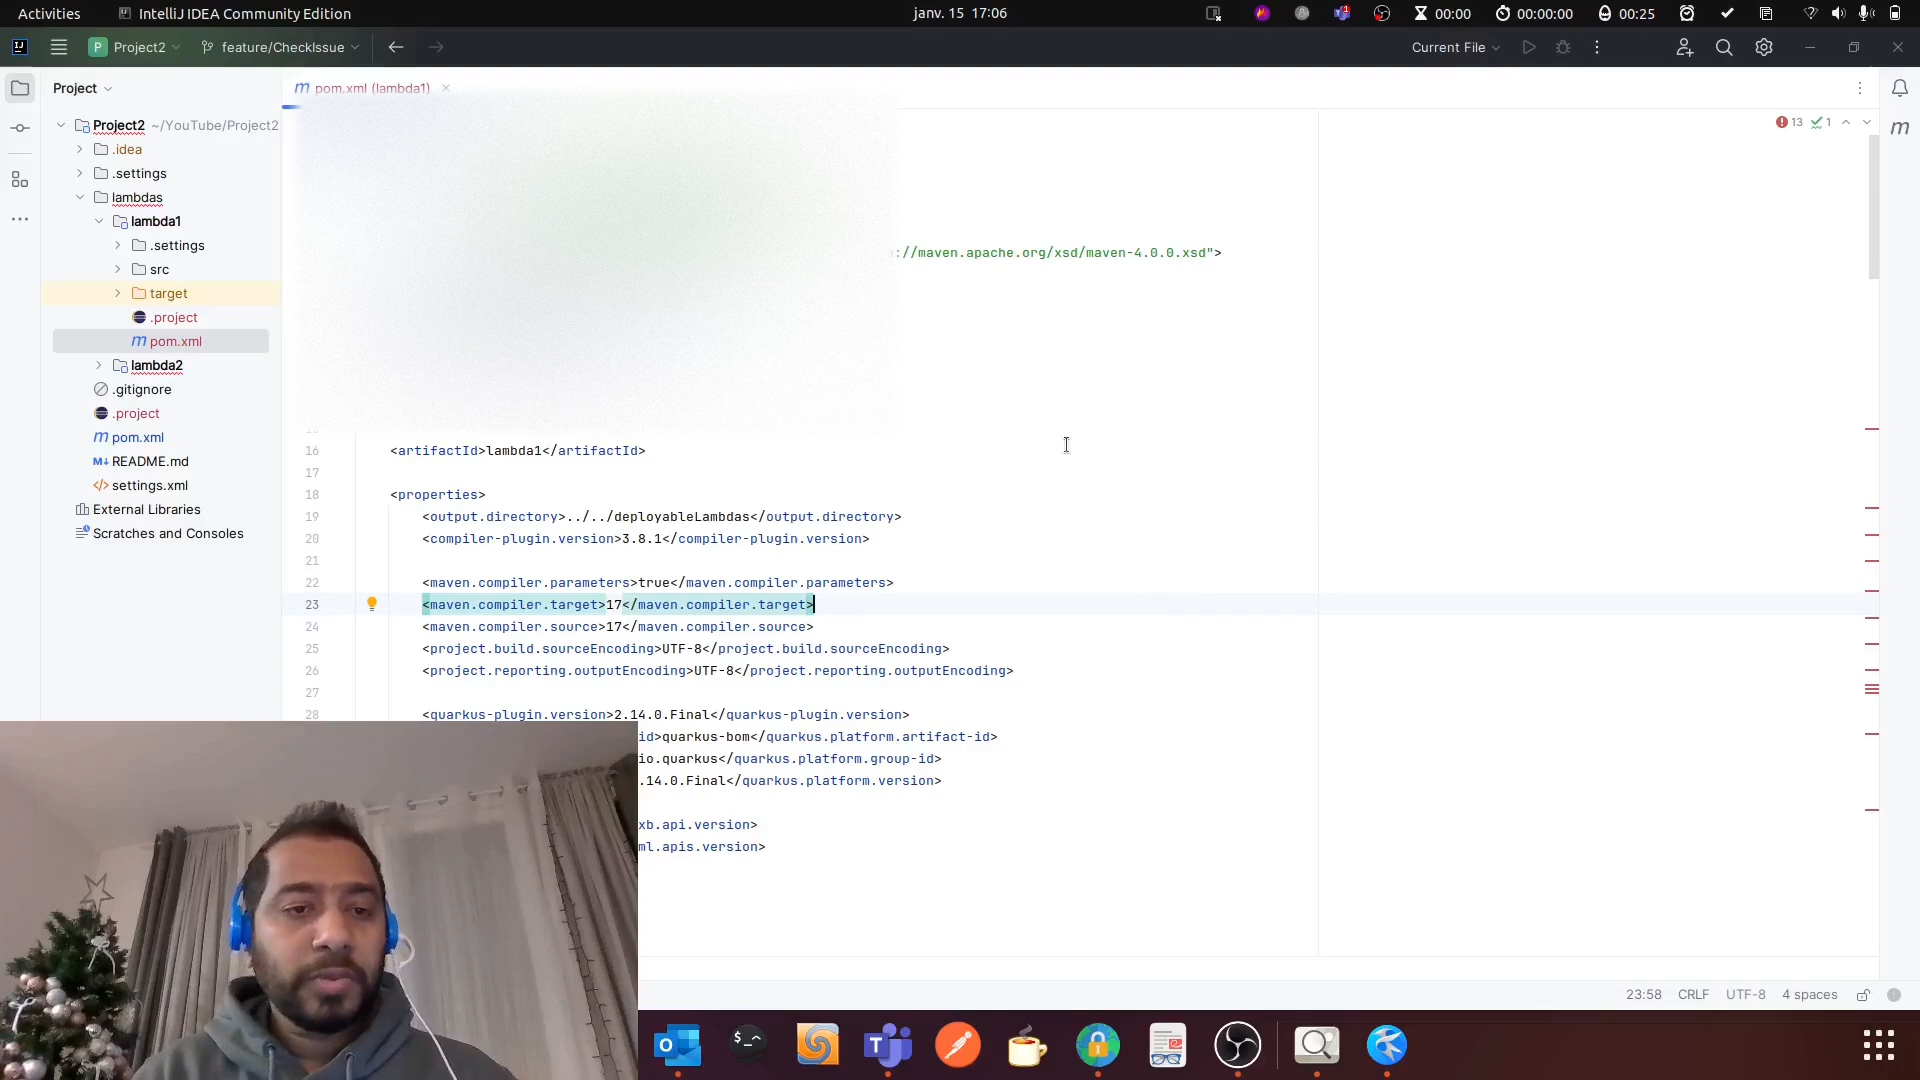 Activities
IntelliJ IDEA Community Edition
janv. 15 17:06
1
00:00
00:00:00
00:25
Project2
feature/CheckIssue
Current File
Project
pom.xml (lambda1)
Project2 ~/YouTube/Project2
13
1
.idea
.settings
lambdas
lambda1
.settings
src
target
.project
pom.xml
lambda2
.gitignore
.project
pom.xml
README.md
settings.xml
External Libraries
Scratches and Consoles
://maven.apache.org/xsd/maven-4.0.0.xsd">
16 <artifactId>lambda1</artifactId>
17
18 <properties>
19 <output.directory>../../deployableLambdas</output.directory>
20 <compiler-plugin.version>3.8.1</compiler-plugin.version>
21
22 <maven.compiler.parameters>true</maven.compiler.parameters>
23 <maven.compiler.target>17</maven.compiler.target>
24 <maven.compiler.source>17</maven.compiler.source>
25 <project.build.sourceEncoding>UTF-8</project.build.sourceEncoding>
26 <project.reporting.outputEncoding>UTF-8</project.reporting.outputEncoding>
27
28 <quarkus-plugin.version>2.14.0.Final</quarkus-plugin.version>
id>quarkus-bom</quarkus.platform.artifact-id>
io.quarkus</quarkus.platform.group-id>
.14.0.Final</quarkus.platform.version>
xb.api.version>
ml.apis.version>
23:58 CRLF UTF-8 4 spaces